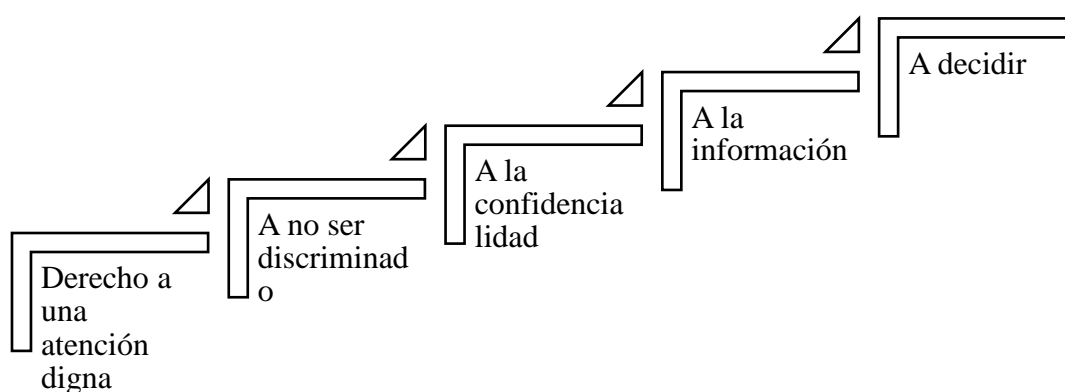 Derecho a
una
atención
digna
A no ser
discriminad
o
A la
confidencia
lidad
A la
información
A decidir